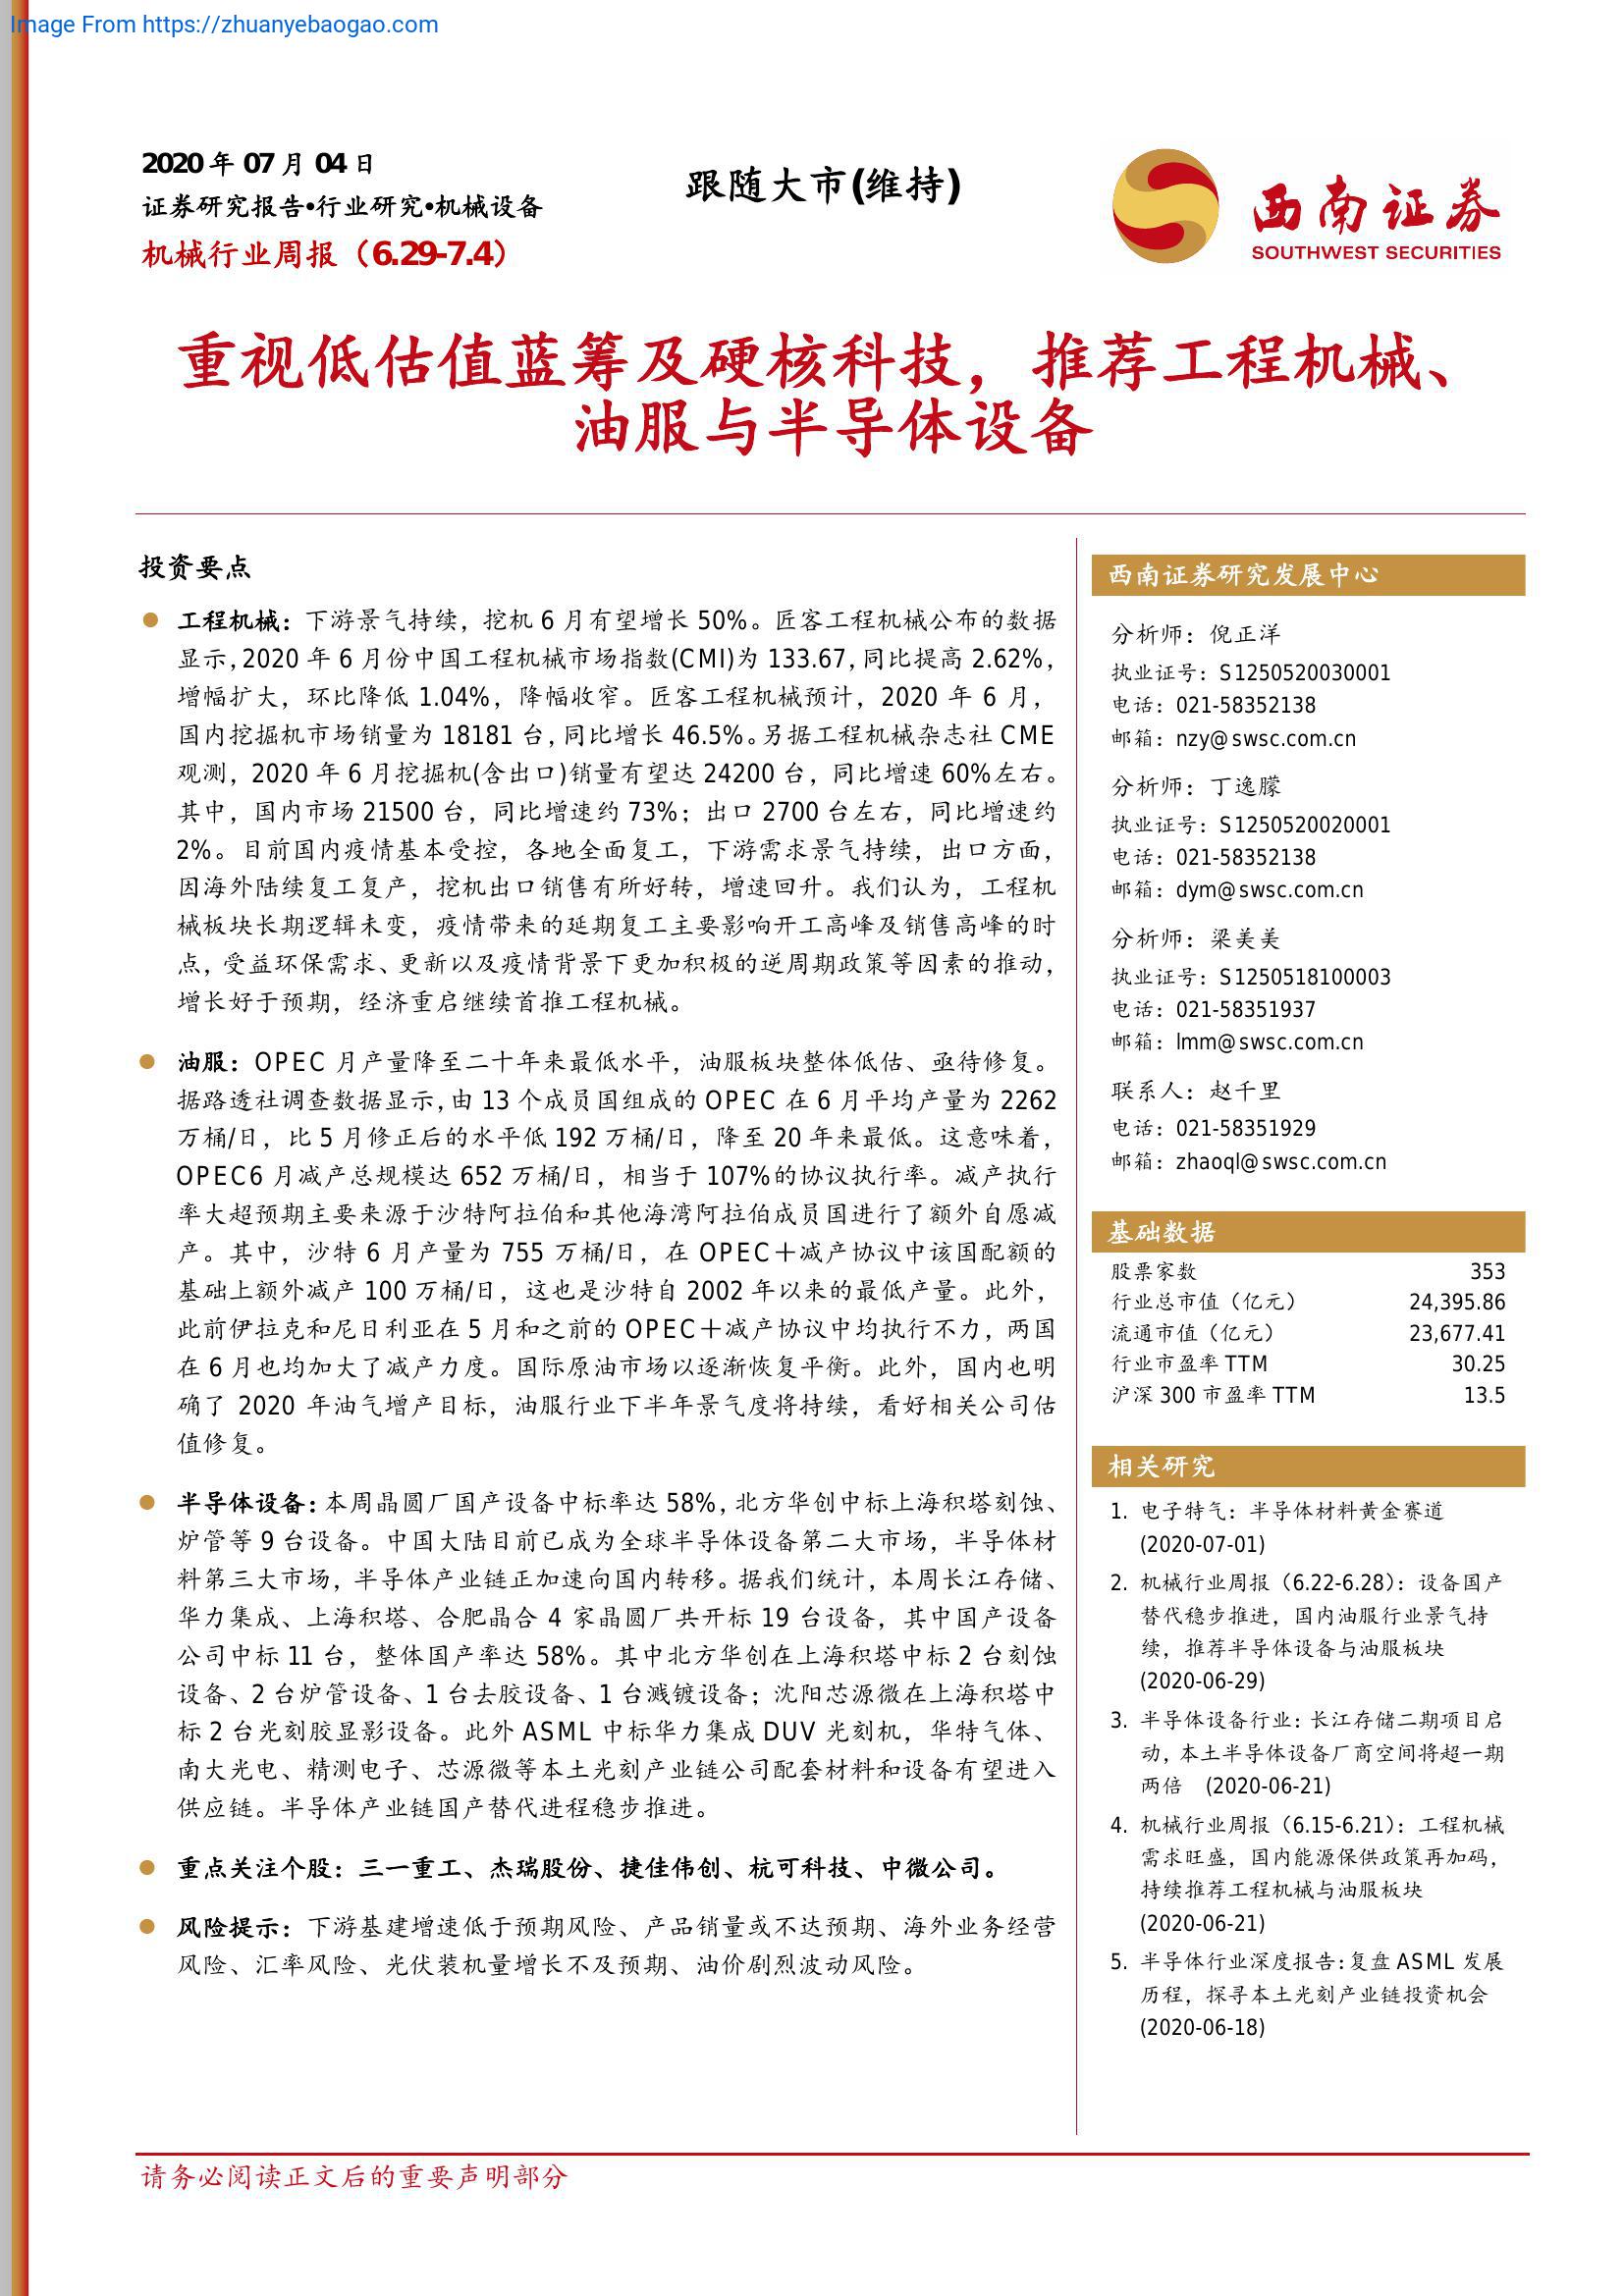 Image From https://zhuanyebaogao.com
2020 年 07 月 04 日
证券研究报告•行业研究•机械设备
机械行业周报（6.29-7.4）
跟随大市(维持)
西南证券
SOUTHWEST SECURITIES
重视低估值蓝筹及硬核科技，推荐工程机械、
油服与半导体设备
投资要点
工程机械：下游景气持续，挖机 6 月有望增长 50%。匠客工程机械公布的数据
显示，2020 年 6 月份中国工程机械市场指数(CMI)为 133.67，同比提高 2.62%，
增幅扩大，环比降低 1.04%，降幅收窄。匠客工程机械预计，2020 年 6 月，
国内挖掘机市场销量为 18181 台，同比增长 46.5%。另据工程机械杂志社 CME
观测，2020 年 6 月挖掘机(含出口)销量有望达 24200 台，同比增速 60%左右。
其中，国内市场 21500 台，同比增速约 73%；出口 2700 台左右，同比增速约
2%。目前国内疫情基本受控，各地全面复工，下游需求景气持续，出口方面，
因海外陆续复工复产，挖机出口销售有所好转，增速回升。我们认为，工程机
械板块长期逻辑未变，疫情带来的延期复工主要影响开工高峰及销售高峰的时
点，受益环保需求、更新以及疫情背景下更加积极的逆周期政策等因素的推动，
增长好于预期，经济重启继续首推工程机械。
油服：OPEC 月产量降至二十年来最低水平，油服板块整体低估、亟待修复。
据路透社调查数据显示，由 13 个成员国组成的 OPEC 在 6 月平均产量为 2262
万桶/日，比 5 月修正后的水平低 192 万桶/日，降至 20 年来最低。这意味着，
OPEC6 月减产总规模达 652 万桶/日，相当于 107%的协议执行率。减产执行
率大超预期主要来源于沙特阿拉伯和其他海湾阿拉伯成员国进行了额外自愿减
产。其中，沙特 6 月产量为 755 万桶/日，在 OPEC＋减产协议中该国配额的
基础上额外减产 100 万桶/日，这也是沙特自 2002 年以来的最低产量。此外，
此前伊拉克和尼日利亚在 5 月和之前的 OPEC＋减产协议中均执行不力，两国
在 6 月也均加大了减产力度。国际原油市场以逐渐恢复平衡。此外，国内也明
确了 2020 年油气增产目标，油服行业下半年景气度将持续，看好相关公司估
值修复。
半导体设备：本周晶圆厂国产设备中标率达 58%，北方华创中标上海积塔刻蚀、
炉管等 9 台设备。中国大陆目前已成为全球半导体设备第二大市场，半导体材
料第三大市场，半导体产业链正加速向国内转移。据我们统计，本周长江存储、
华力集成、上海积塔、合肥晶合 4 家晶圆厂共开标 19 台设备，其中国产设备
公司中标 11 台，整体国产率达 58%。其中北方华创在上海积塔中标 2 台刻蚀
设备、2 台炉管设备、1 台去胶设备、1 台溅镀设备；沈阳芯源微在上海积塔中
标 2 台光刻胶显影设备。此外 ASML 中标华力集成 DUV 光刻机，华特气体、
南大光电、精测电子、芯源微等本土光刻产业链公司配套材料和设备有望进入
供应链。半导体产业链国产替代进程稳步推进。
重点关注个股：三一重工、杰瑞股份、捷佳伟创、杭可科技、中微公司。
风险提示：下游基建增速低于预期风险、产品销量或不达预期、海外业务经营
风险、汇率风险、光伏装机量增长不及预期、油价剧烈波动风险。
西南证券研究发展中心
分析师：倪正洋
执业证号：S1250520030001
电话：021-58352138
邮箱：nzy@swsc.com.cn
分析师：丁逸朦
执业证号：S1250520020001
电话：021-58352138
邮箱：dym@swsc.com.cn
分析师：梁美美
执业证号：S1250518100003
电话：021-58351937
邮箱：lmm@swsc.com.cn
联系人：赵千里
电话：021-58351929
邮箱：zhaoql@swsc.com.cn
基础数据
股票家数 353
行业总市值（亿元） 24,395.86
流通市值（亿元） 23,677.41
行业市盈率 TTM 30.25
沪深 300 市盈率 TTM 13.5
相关研究
1. 电子特气：半导体材料黄金赛道
(2020-07-01)
2. 机械行业周报（6.22-6.28）：设备国产
替代稳步推进，国内油服行业景气持
续，推荐半导体设备与油服板块
(2020-06-29)
3. 半导体设备行业：长江存储二期项目启
动，本土半导体设备厂商空间将超一期
两倍 (2020-06-21)
4. 机械行业周报（6.15-6.21）：工程机械
需求旺盛，国内能源保供政策再加码，
持续推荐工程机械与油服板块
(2020-06-21)
5. 半导体行业深度报告：复盘 ASML 发展
历程，探寻本土光刻产业链投资机会
(2020-06-18)
请务必阅读正文后的重要声明部分